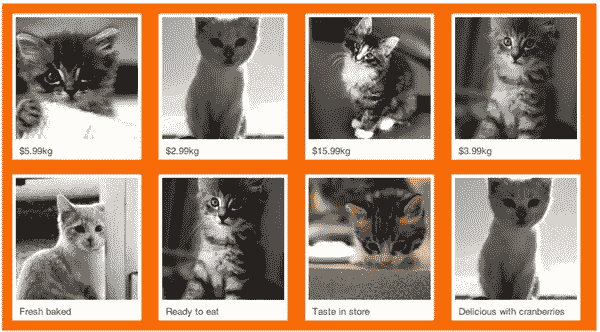 $5.99kg
$2.99kg
$15.99kg
$3.99kg
Fresh baked
Ready to eat
Taste in store
Delicious with cranberries